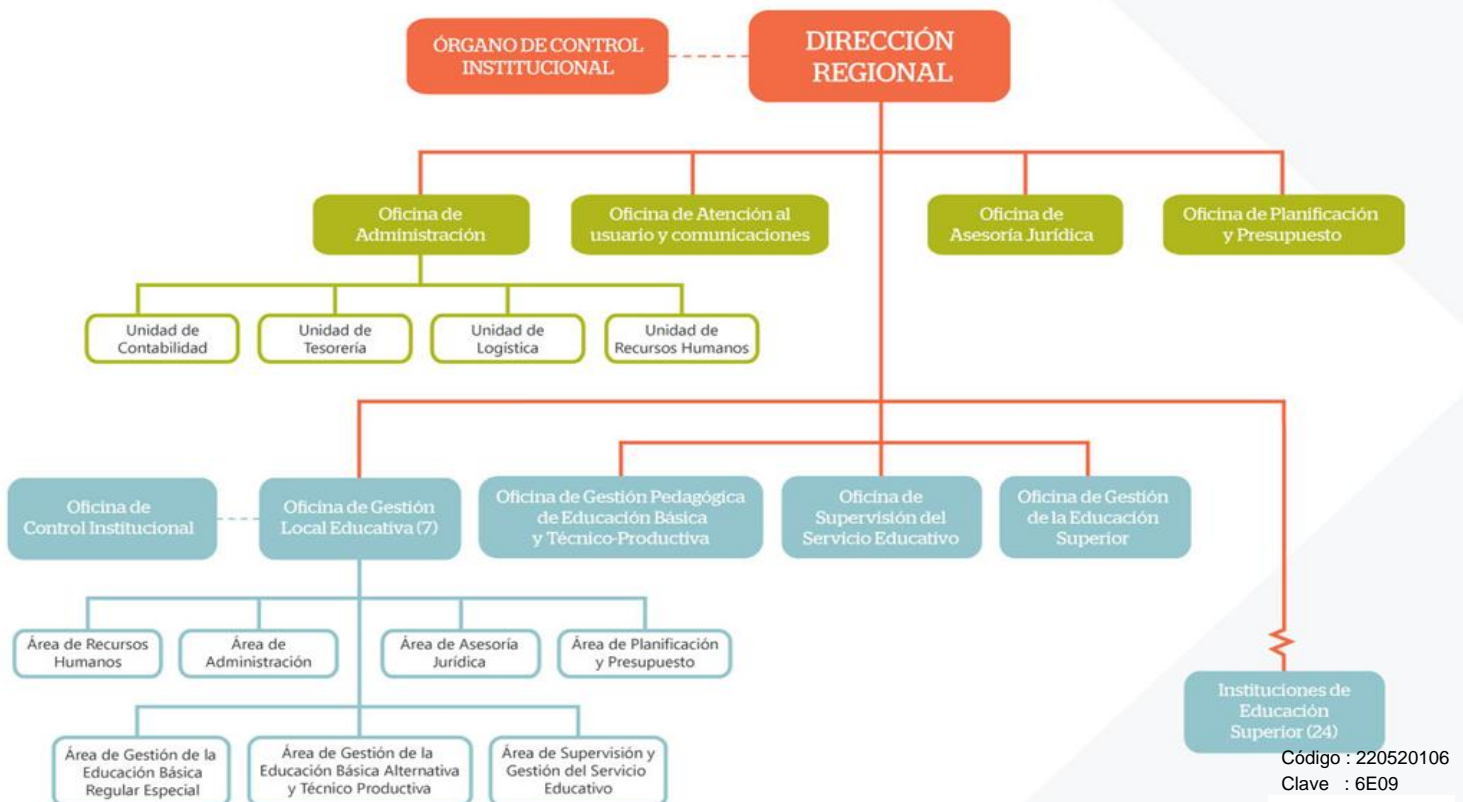 ÓRGANO DE CONTROL
INSTITUCIONAL
DIRECCIÓN
REGIONAL
Oficina de
Administración
Oficina de Atención al
usuario y comunicaciones
Oficina de
Asesoría Jurídica
Oficina de Planificación
y Presupuesto
Unidad de
Contabilidad
Unidad de
Tesorería
Unidad de
Logística
Unidad de
Recursos Humanos
Oficina de
Control Institucional
Oficina de Gestión
Local Educativa (7)
Oficina de Gestión Pedagógica
de Educación Básica
y Técnico-Productiva
Oficina de
Supervisión del
Servicio Educativo
Oficina de Gestión
de la Educación
Superior
Área de Recursos
Humanos
Área de
Administración
Área de Asesoría
Jurídica
Área de Planificación
y Presupuesto
Instituciones de
Educación
Superior (24)
Área de Gestión de la
Educación Básica
Regular Especial
Área de Gestión de la
Educación Básica Alternativa
y Técnico Productiva
Área de Supervisión y
Gestión del Servicio
Educativo
Código : 220520106
Clave : 6E09